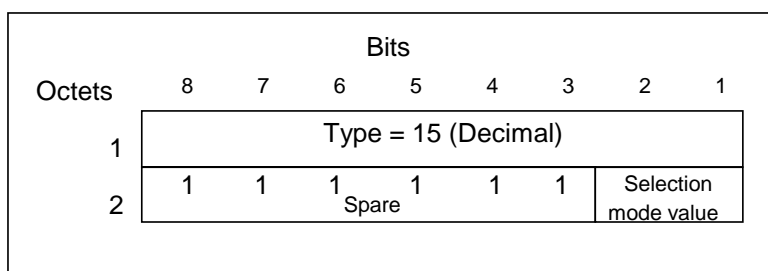 Bits
Octets 8 7 6 5 4 3 2 1
1 Type = 15 (Decimal)
1 1 1 1 1 1 Selection
2 Spare mode value